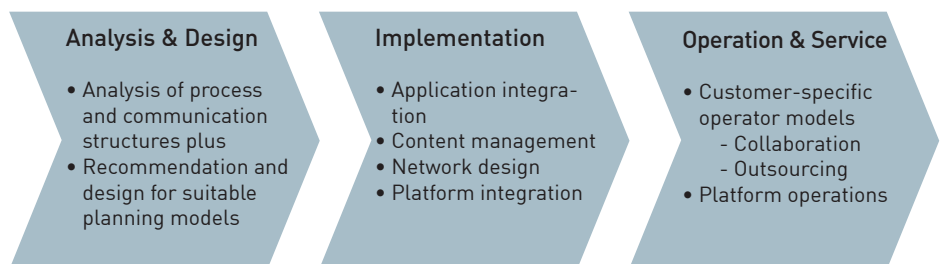 Analysis & Design
• Analysis of process
and communication
structures plus
• Recommendation and
design for suitable
planning models
Implementation
• Application integra-
tion
• Content management
• Network design
• Platform integration
Operation & Service
• Customer-specific
operator models
- Collaboration
- Outsourcing
• Platform operations